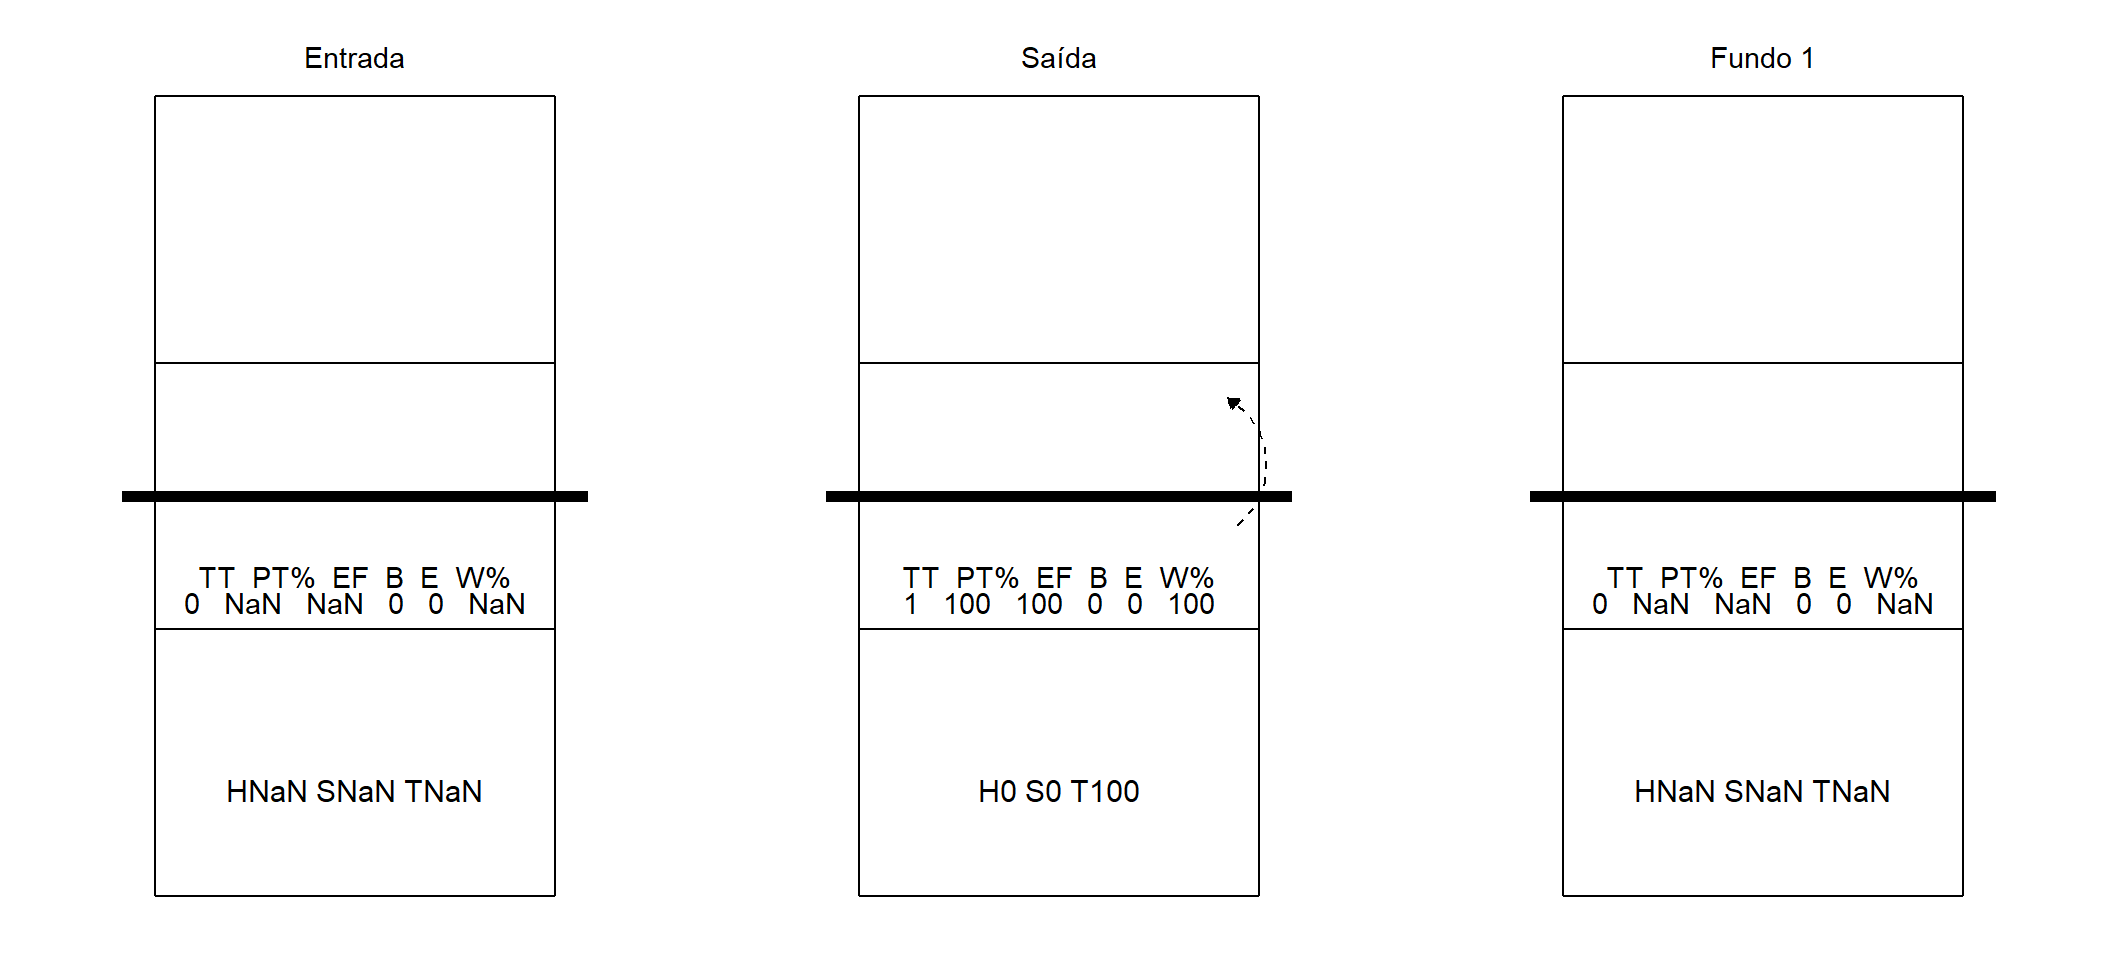 Entrada
Saída
Fundo 1
TT PT% EF B E W%
0 NaN NaN 0 0 NaN
TT PT% EF B E W%
1 100 100 0 0 100
TT PT% EF B E W%
0 NaN NaN 0 0 NaN
HNaN SNaN TNaN
H0 S0 T100
HNaN SNaN TNaN